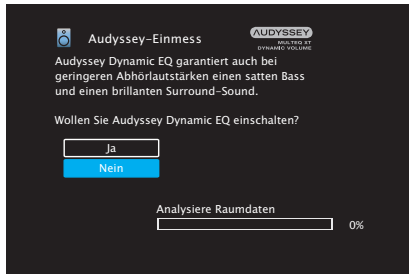 Audyssey-Einmess
AUDYSSEY
MULTEQ XT
DYNAMIC VOLUME
Audyssey Dynamic EQ garantiert auch bei
geringeren Abhörlautstärken einen satten Bass
und einen brillanten Surround-Sound.
Wollen Sie Audyssey Dynamic EQ einschalten?
Ja
Nein
Analysiere Raumdaten
0%